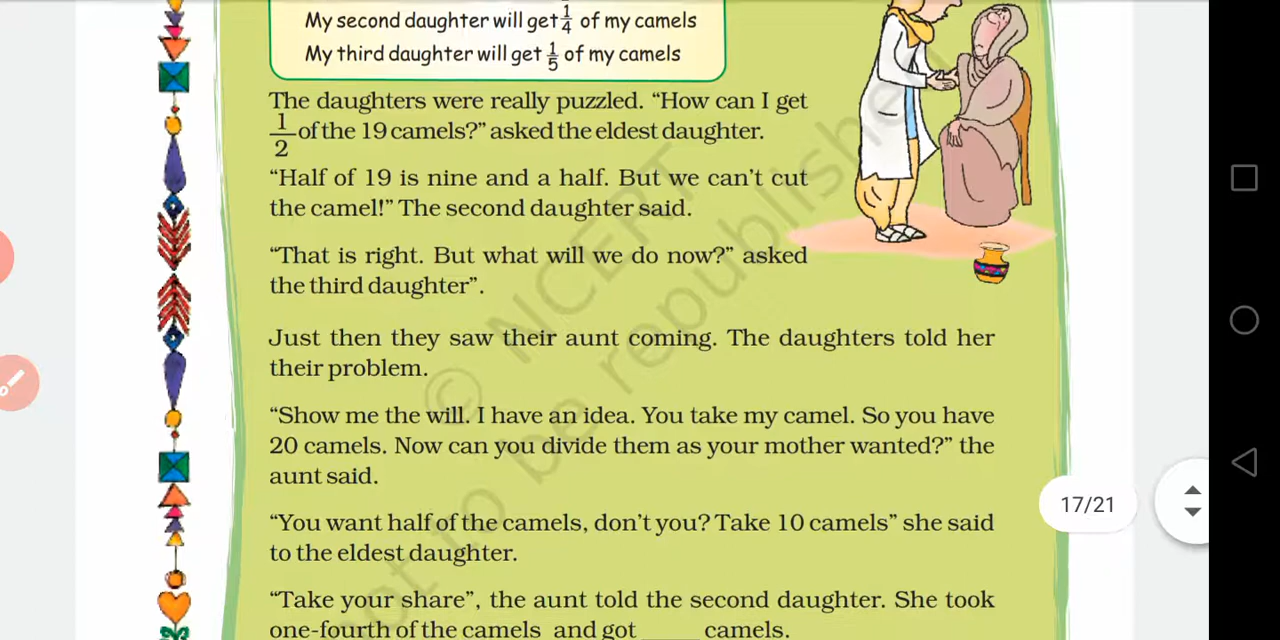 My second daughter will get 1/4 of my camels
My third daughter will get 1/5 of my camels
The daughters were really puzzled. “How can I get
1/2 of the 19 camels?” asked the eldest daughter.
“Half of 19 is nine and a half. But we can’t cut
the camel!” The second daughter said.
“That is right. But what will we do now?” asked
the third daughter”.
Just then they saw their aunt coming. The daughters told her
their problem.
“Show me the will. I have an idea. You take my camel. So you have
20 camels. Now can you divide them as your mother wanted?” the
aunt said.
“You want half of the camels, don’t you? Take 10 camels” she said
to the eldest daughter.
“Take your share”, the aunt told the second daughter. She took
one-fourth of the camels and got _____ camels.
© NCERT
not to be republished
17/21